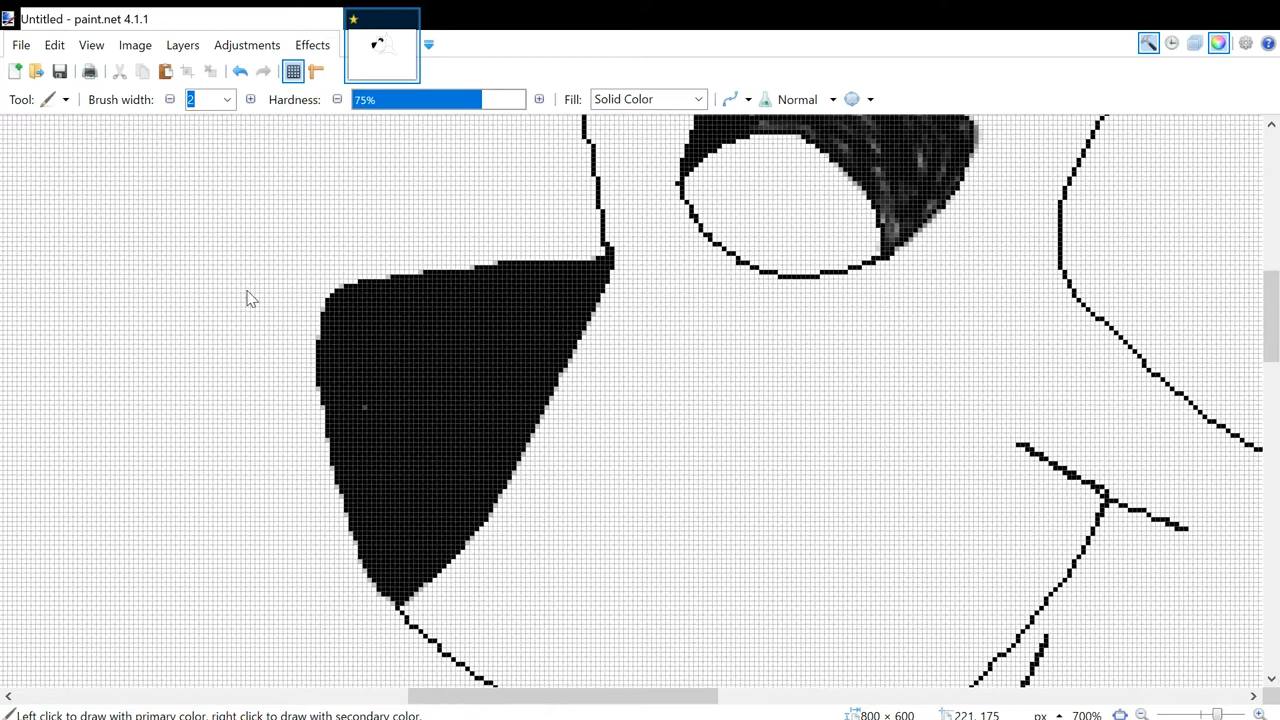 Untitled - paint.net 4.1.1
File Edit View Image Layers Adjustments Effects
Tool: Brush width: 2 Hardness: 75% Fill: Solid Color Normal
Left click to draw with primary color, right click to draw with secondary color. 800 × 600 221, 175 px 700%